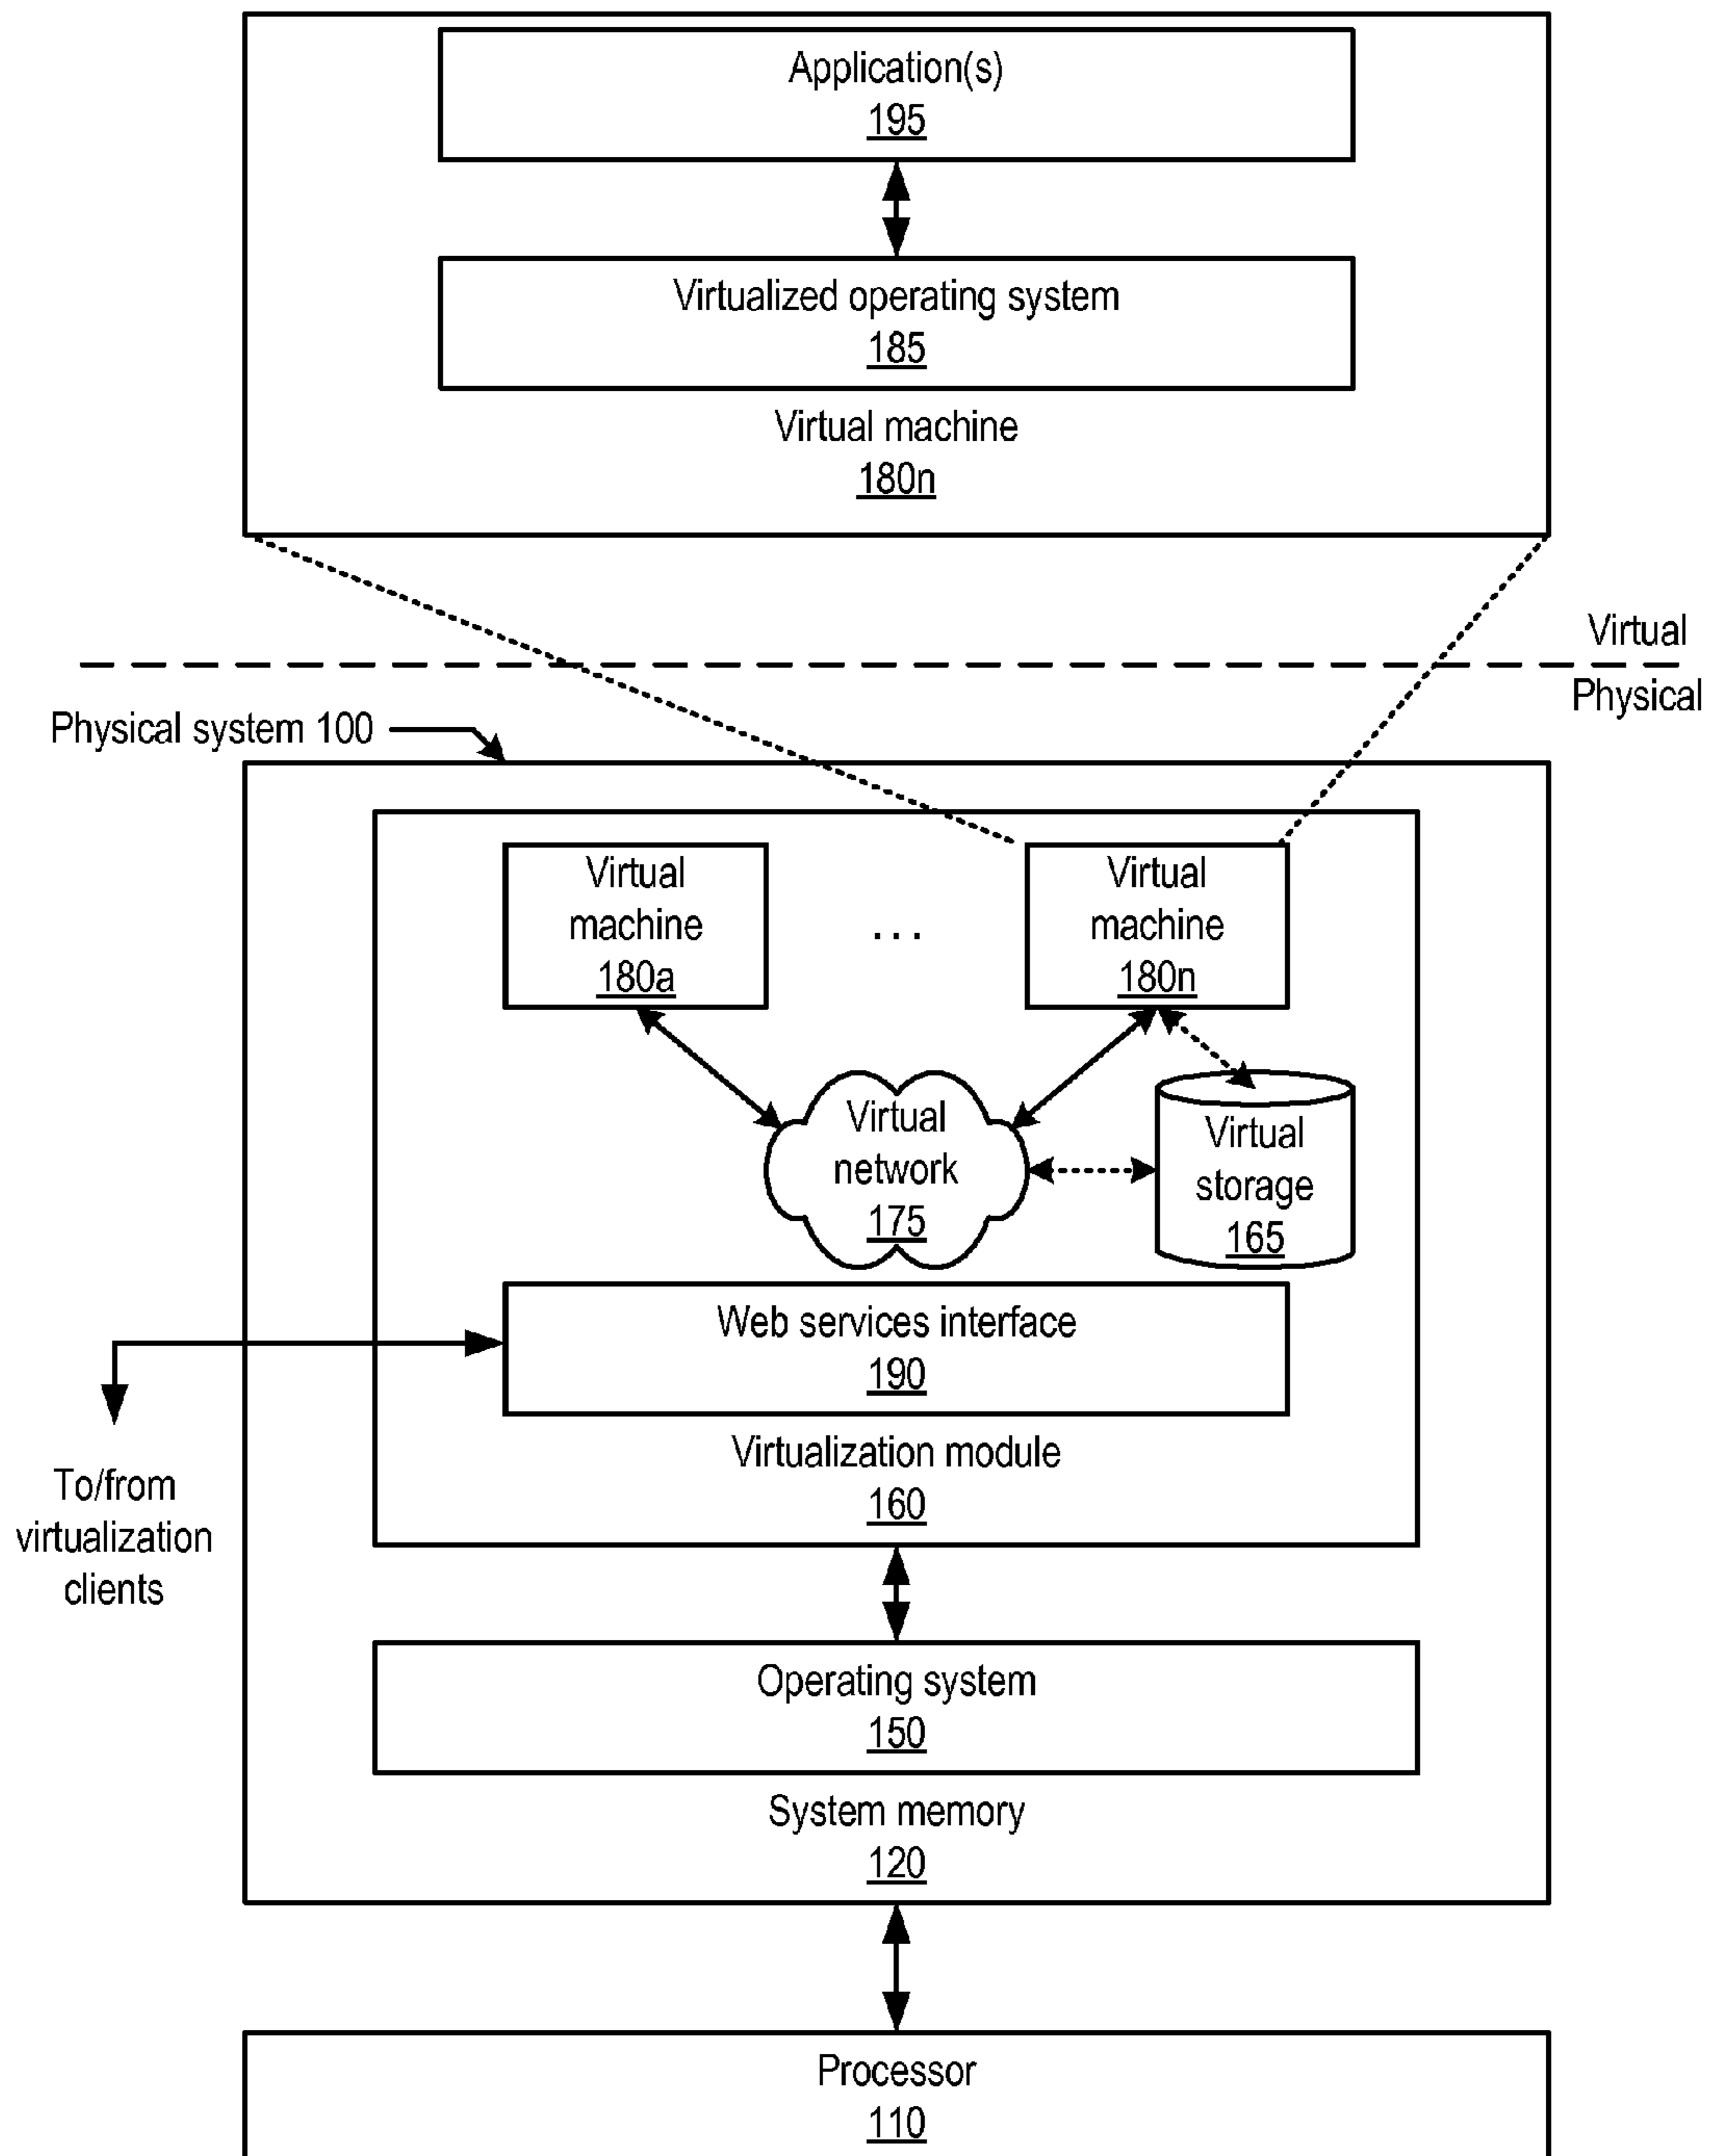 Application(s)
195
Virtualized operating system
185
Virtual machine
180n
Virtual
Physical
Physical system 100
Virtual
machine
180a
...
Virtual
machine
180n
Virtual
network
175
Virtual
storage
165
Web services interface
190
Virtualization module
160
To/from
virtualization
clients
Operating system
150
System memory
120
Processor
110